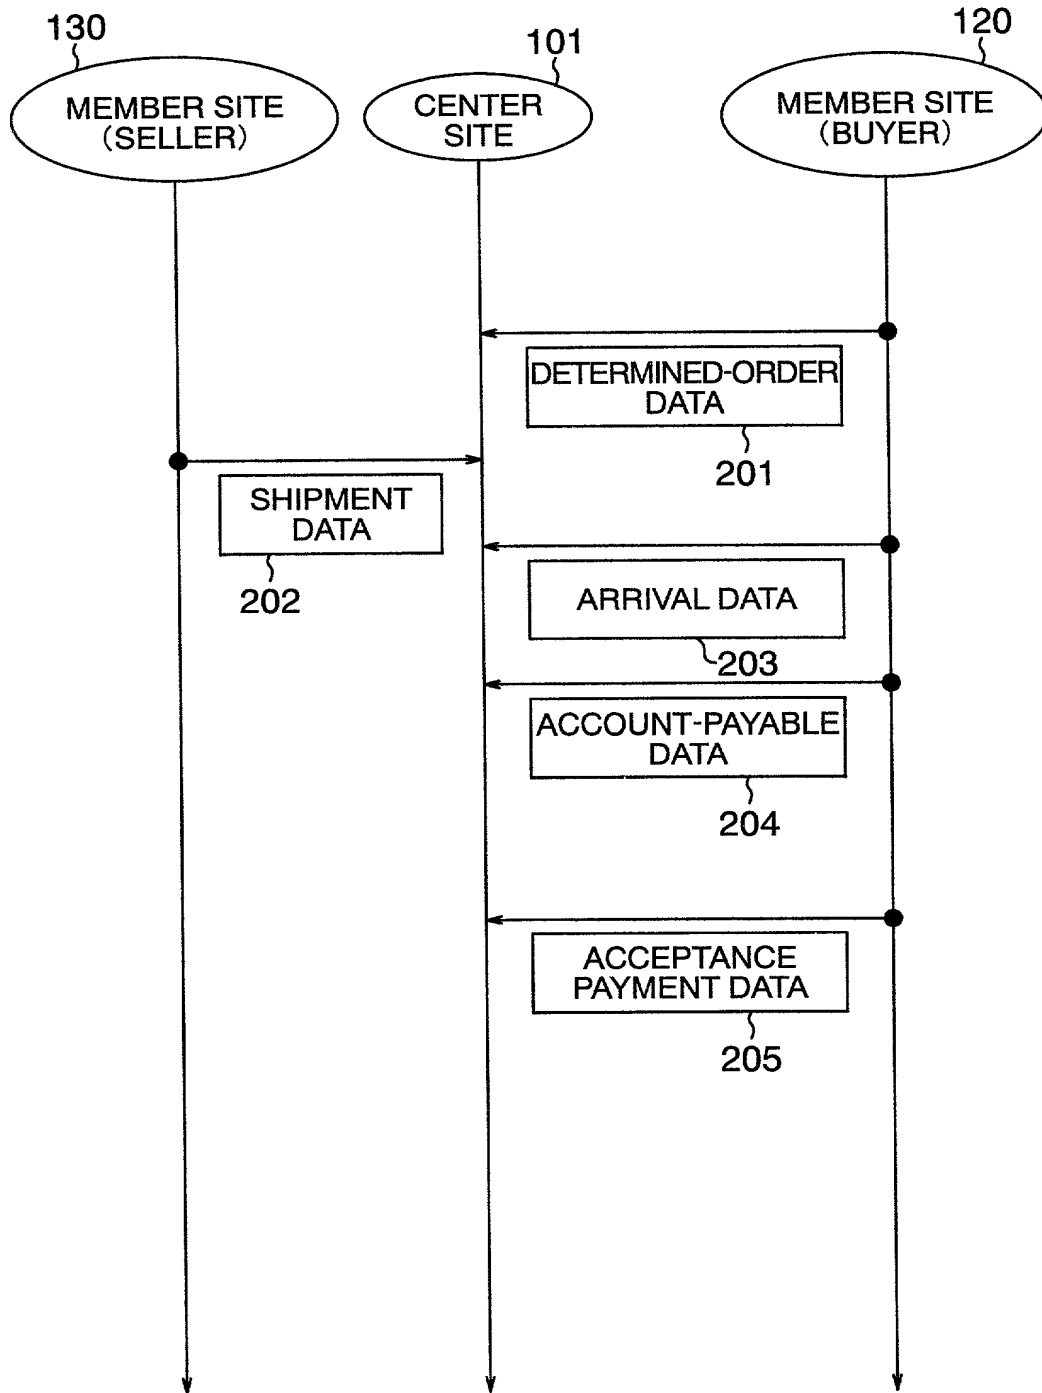 130
101
120
MEMBER SITE
(SELLER)
CENTER
SITE
MEMBER SITE
(BUYER)
DETERMINED-ORDER
DATA
201
SHIPMENT
DATA
202
ARRIVAL DATA
203
ACCOUNT-PAYABLE
DATA
204
ACCEPTANCE
PAYMENT DATA
205